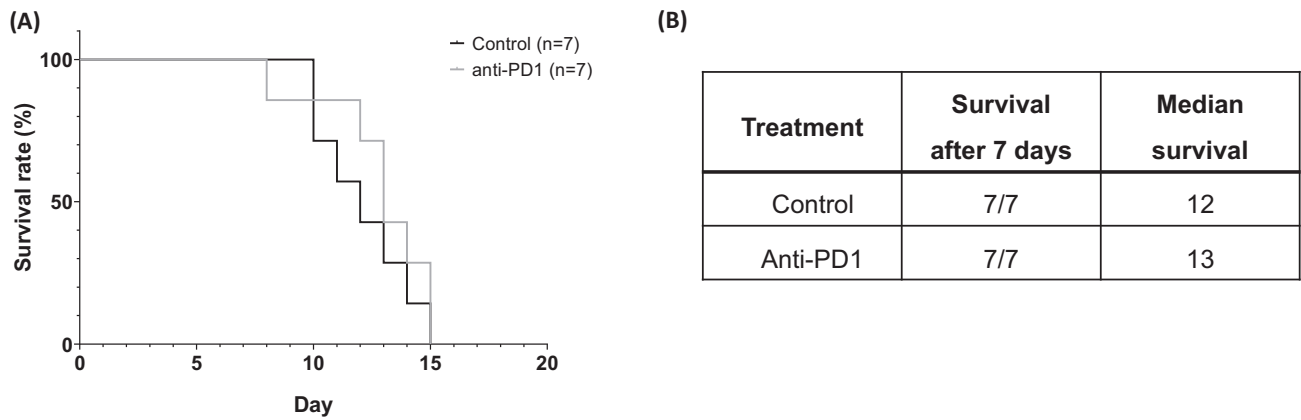 (A)
Control (n=7)
anti-PD1 (n=7)
Survival rate (%)
100
50
0
0 5 10 15 20
Day
(B)
Treatment
Survival
after 7 days
Median
survival
Control 7/7 12
Anti-PD1 7/7 13